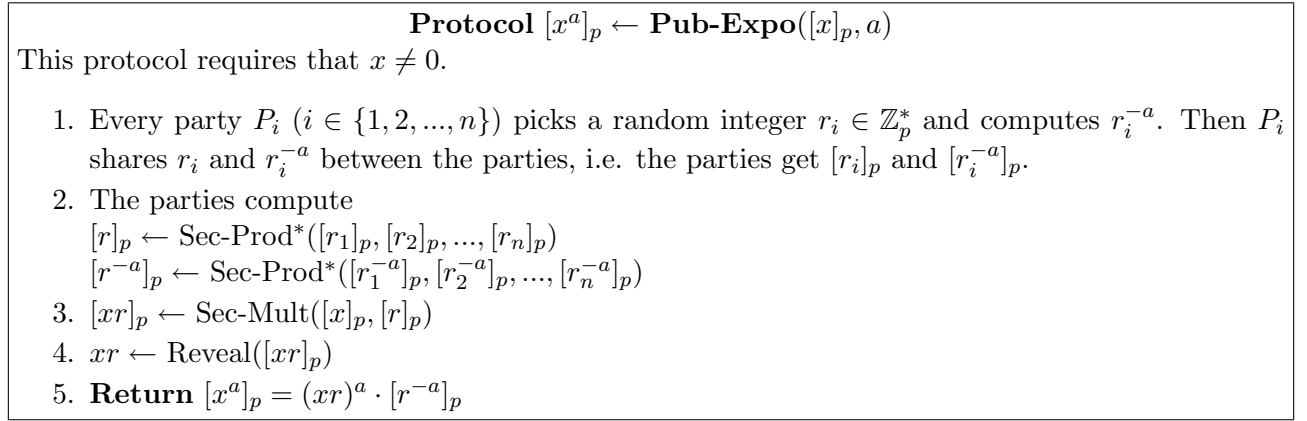 Protocol [x^a]_p ← Pub-Expo([x]_p, a)
This protocol requires that x ≠ 0.
1. Every party P_i (i ∈ {1, 2, ..., n}) picks a random integer r_i ∈ ℤ_p^* and computes r_i^{-a}. Then P_i
shares r_i and r_i^{-a} between the parties, i.e. the parties get [r_i]_p and [r_i^{-a}]_p.
2. The parties compute
[r]_p ← Sec-Prod*([r_1]_p, [r_2]_p, ..., [r_n]_p)
[r^{-a}]_p ← Sec-Prod*([r_1^{-a}]_p, [r_2^{-a}]_p, ..., [r_n^{-a}]_p)
3. [xr]_p ← Sec-Mult([x]_p, [r]_p)
4. xr ← Reveal([xr]_p)
5. Return [x^a]_p = (xr)^a · [r^{-a}]_p